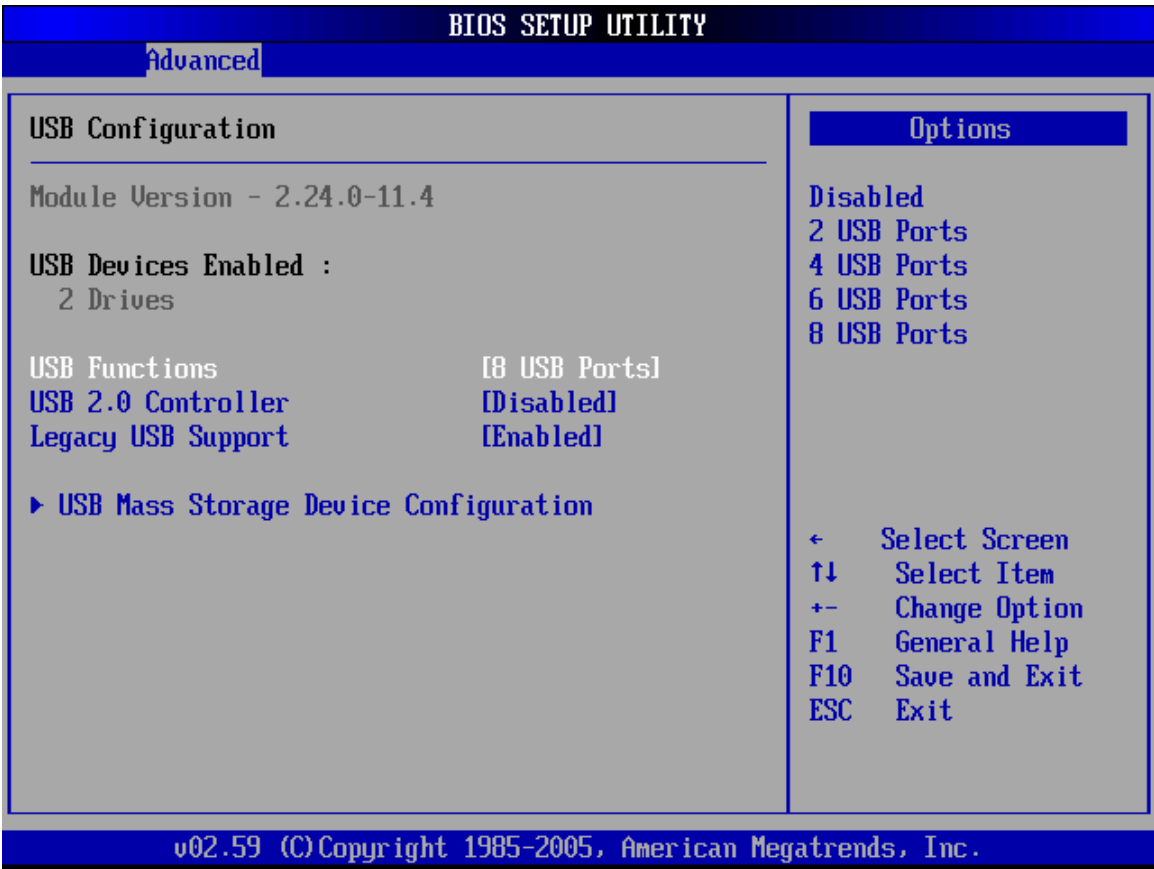 BIOS SETUP UTILITY
Advanced
USB Configuration
Module Version - 2.24.0-11.4
USB Devices Enabled :
2 Drives
USB Functions [8 USB Ports]
USB 2.0 Controller [Disabled]
Legacy USB Support [Enabled]
► USB Mass Storage Device Configuration
Options
Disabled
2 USB Ports
4 USB Ports
6 USB Ports
8 USB Ports
← Select Screen
↑↓ Select Item
+- Change Option
F1 General Help
F10 Save and Exit
ESC Exit
v02.59 (C)Copyright 1985-2005, American Megatrends, Inc.